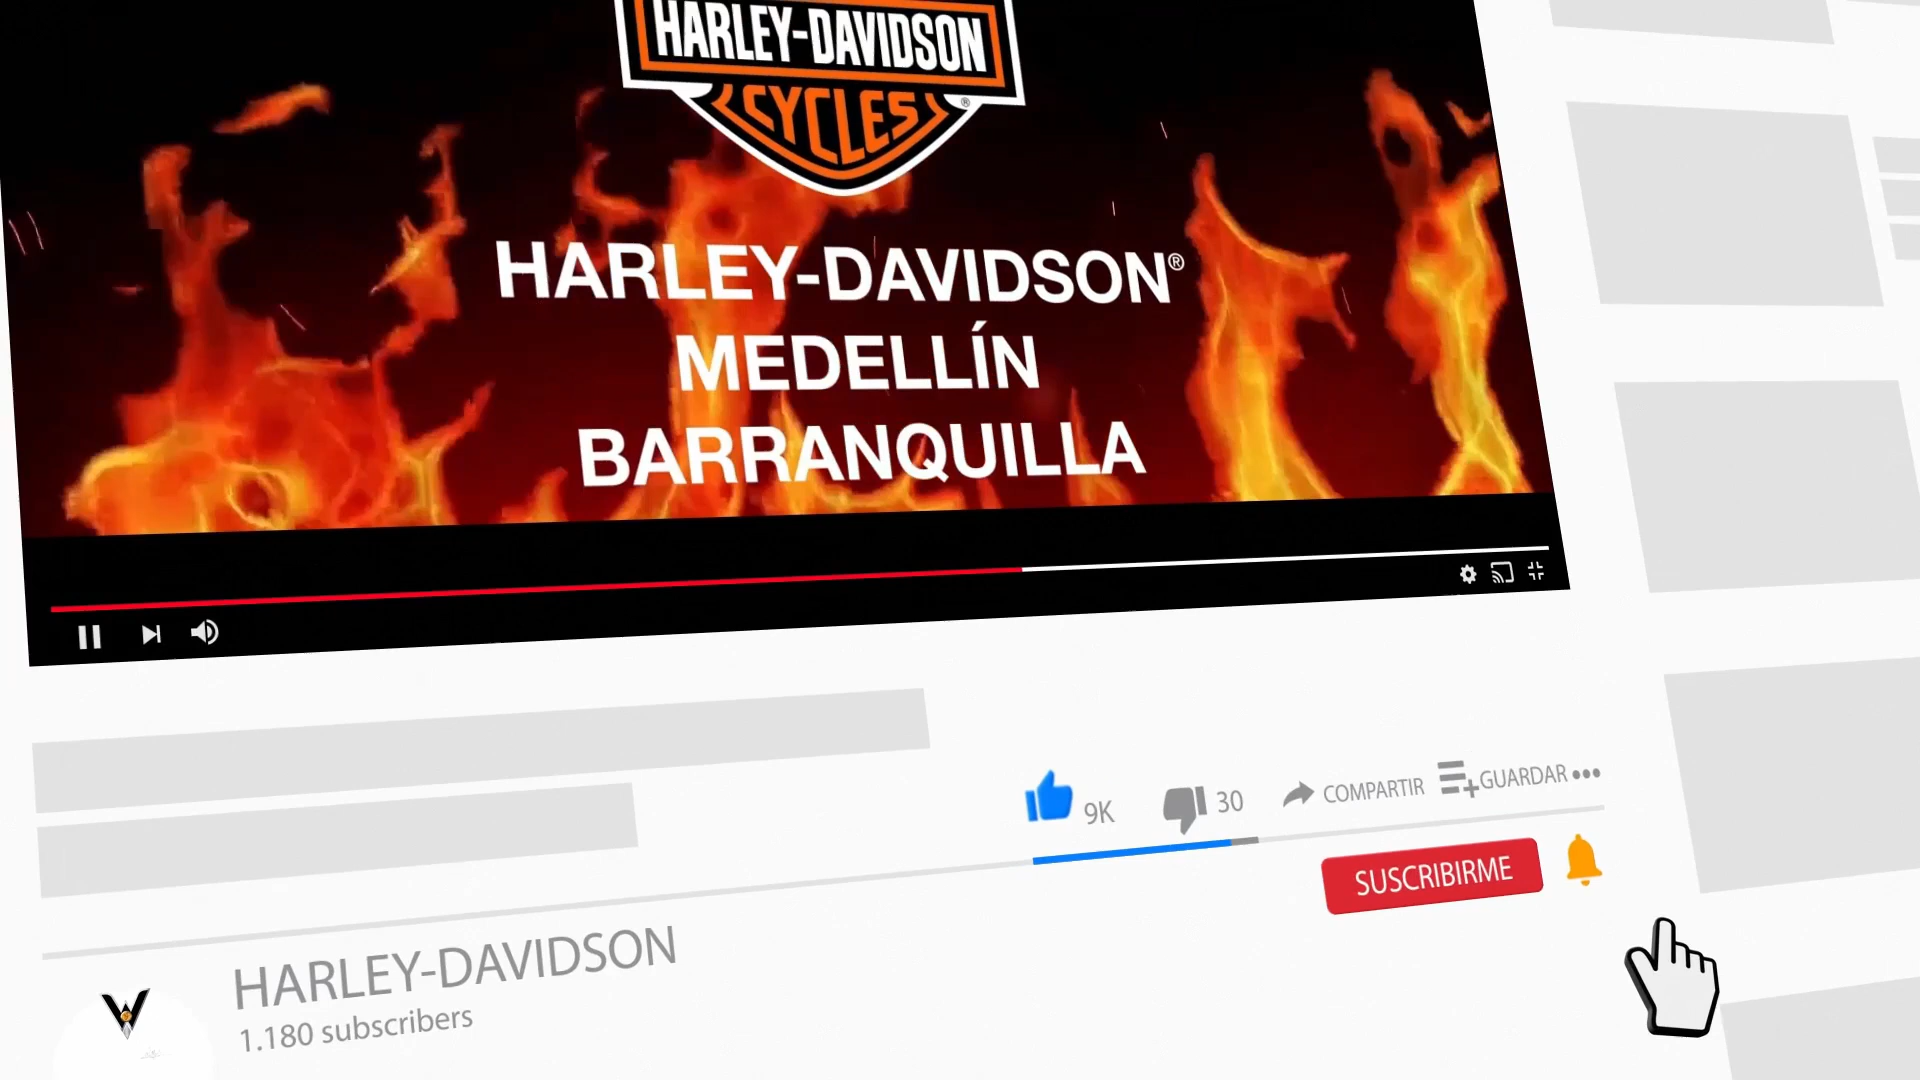 HARLEY-DAVIDSON
CYCLES®
HARLEY-DAVIDSON®
MEDELLÍN
BARRANQUILLA
9K
30
COMPARTIR
GUARDAR
SUSCRIBIRME
HARLEY-DAVIDSON
1.180 subscribers